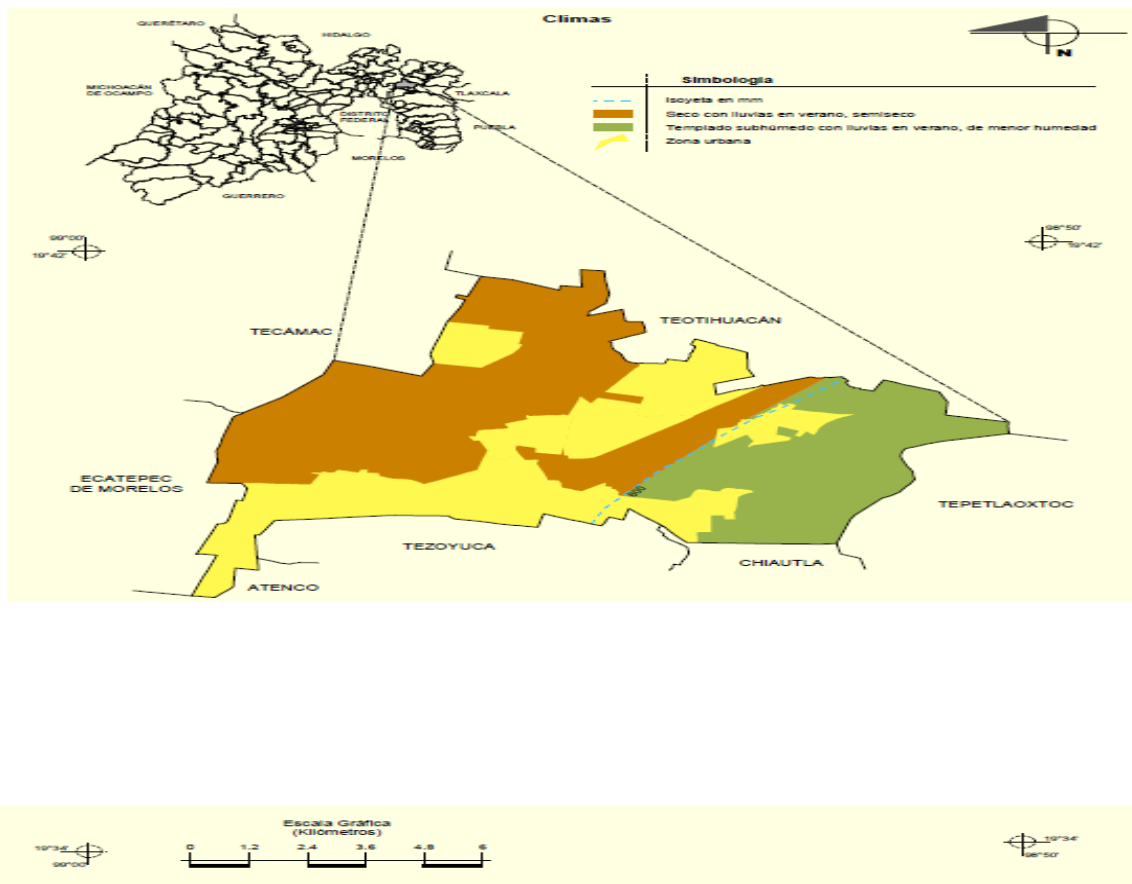 Climas
QUERÉTARO
HIDALGO
MICHOACÁN
DE OCAMPO
TLAXCALA
DISTRITO
FEDERAL
PUEBLA
MORELOS
GUERRERO
N
Simbología
Isoyeta en mm
Seco con lluvias en verano, semiseco
Templado subhúmedo con lluvias en verano, de menor humedad
Zona urbana
99°00'
19°42'
98°50'
19°42'
TECÁMAC
TEOTIHUACÁN
ECATEPEC
DE MORELOS
600
TEPETLAOXTOC
TEZOYUCA
CHIAUTLA
ATENCO
Escala Gráfica
(Kilómetros)
0 1.2 2.4 3.6 4.8 6
19°34'
99°00'
19°34'
98°50'